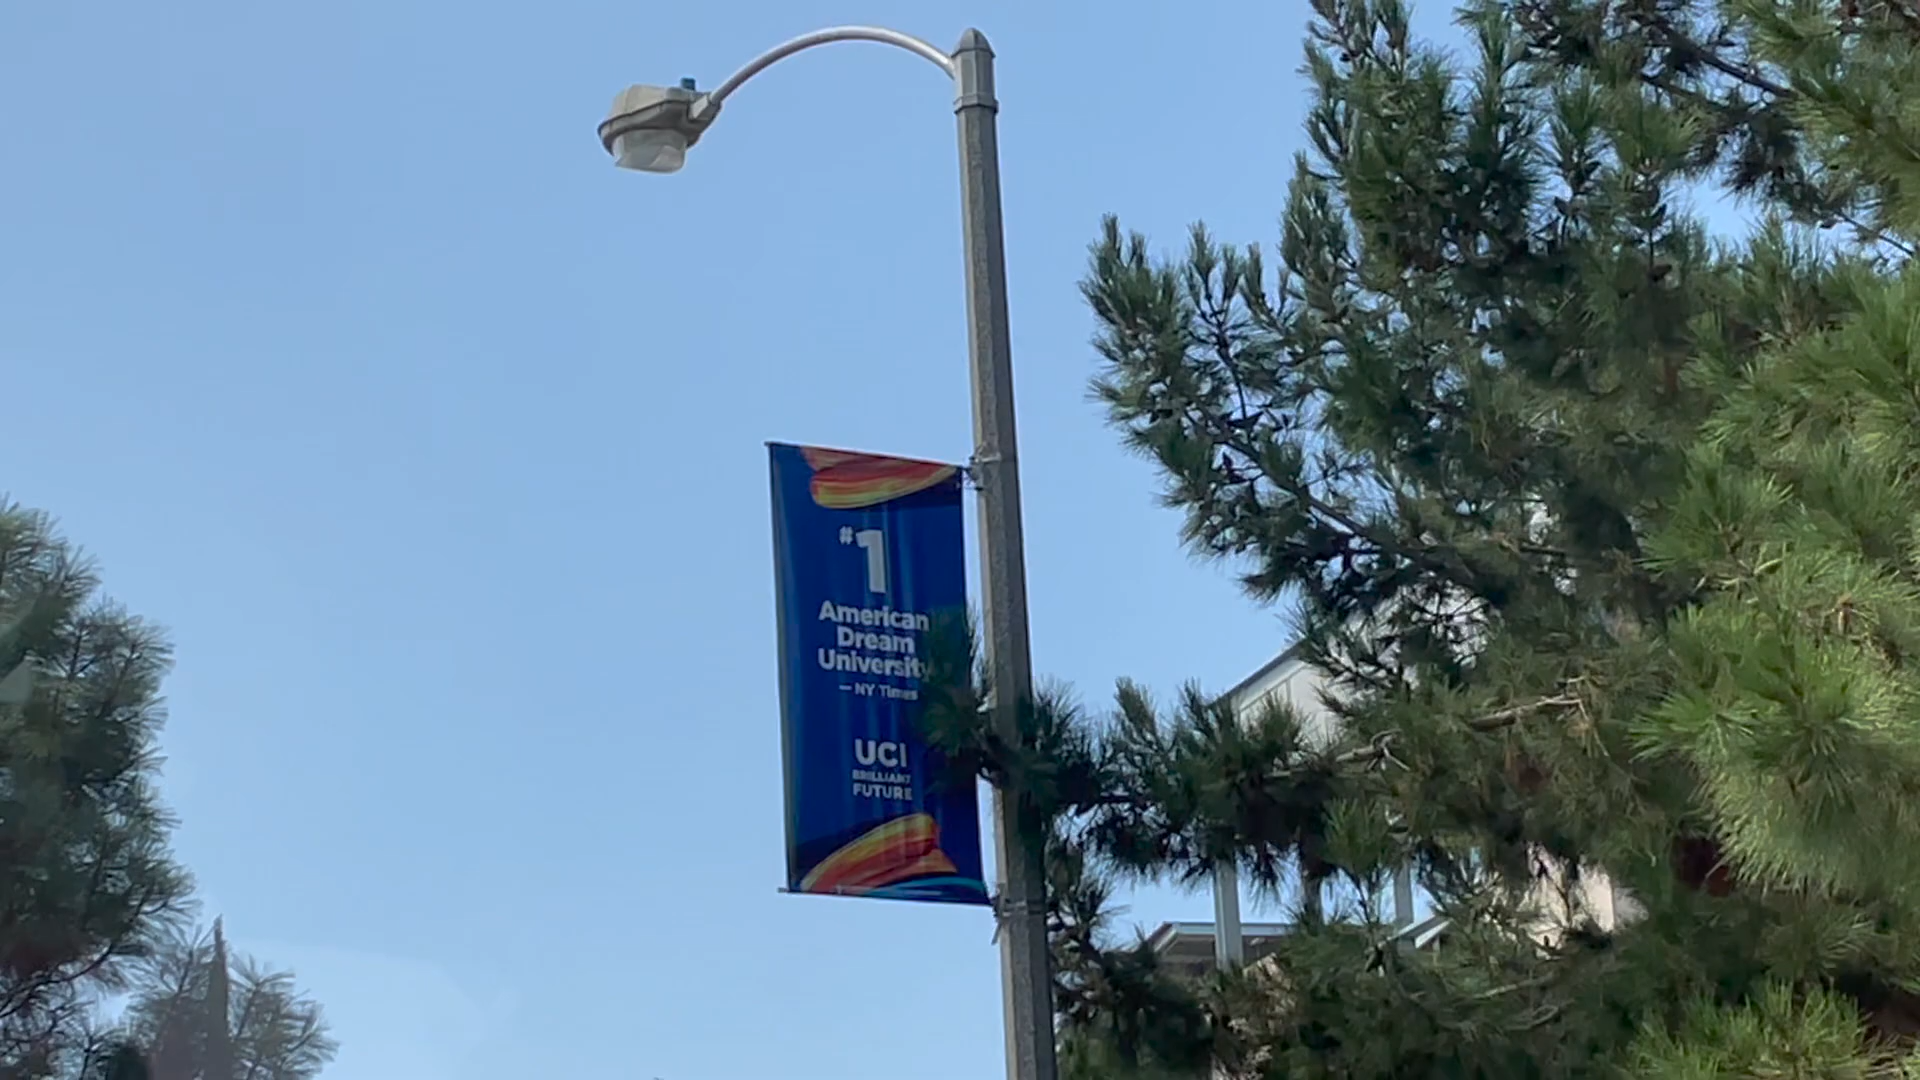 #1
American
Dream
University
— NY Times
UCI
BRILLIANT
FUTURE